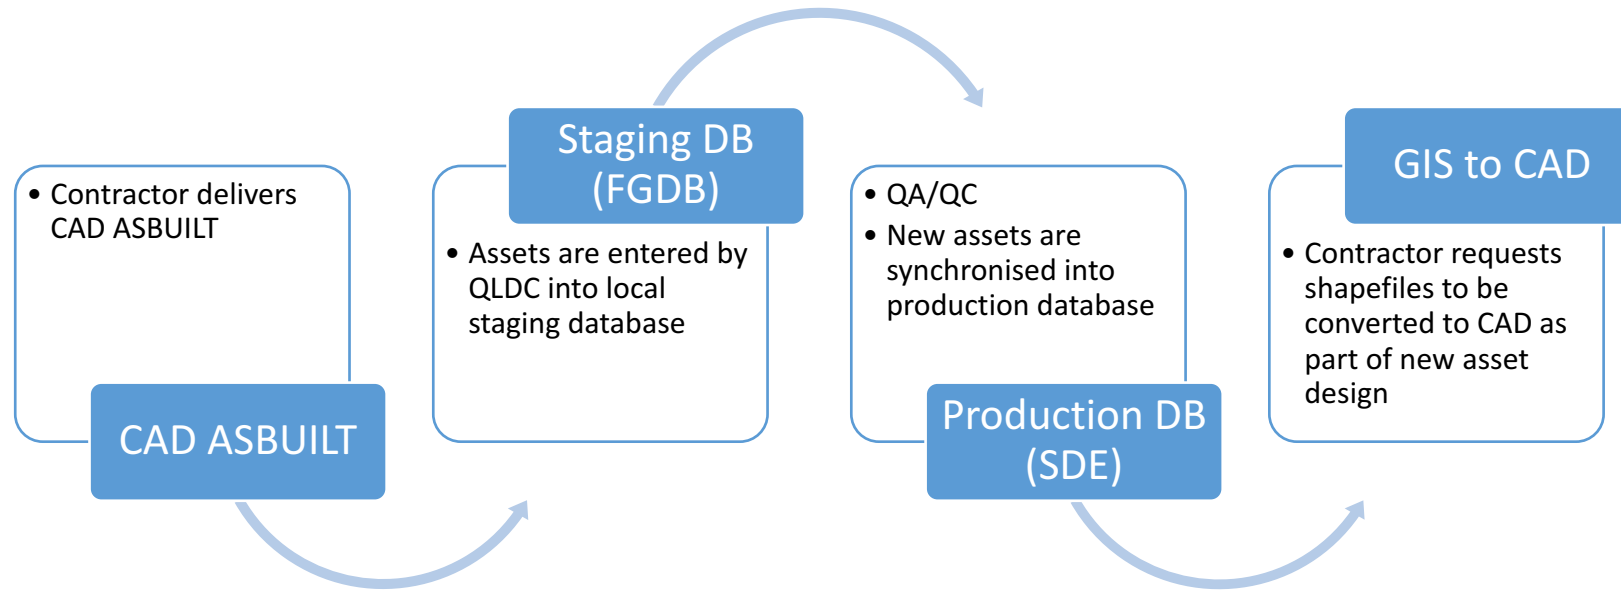 • Contractor delivers
CAD ASBUILT
CAD ASBUILT
Staging DB
(FGDB)
• Assets are entered by
QLDC into local
staging database
• QA/QC
• New assets are
synchronised into
production database
Production DB
(SDE)
GIS to CAD
• Contractor requests
shapefiles to be
converted to CAD as
part of new asset
design